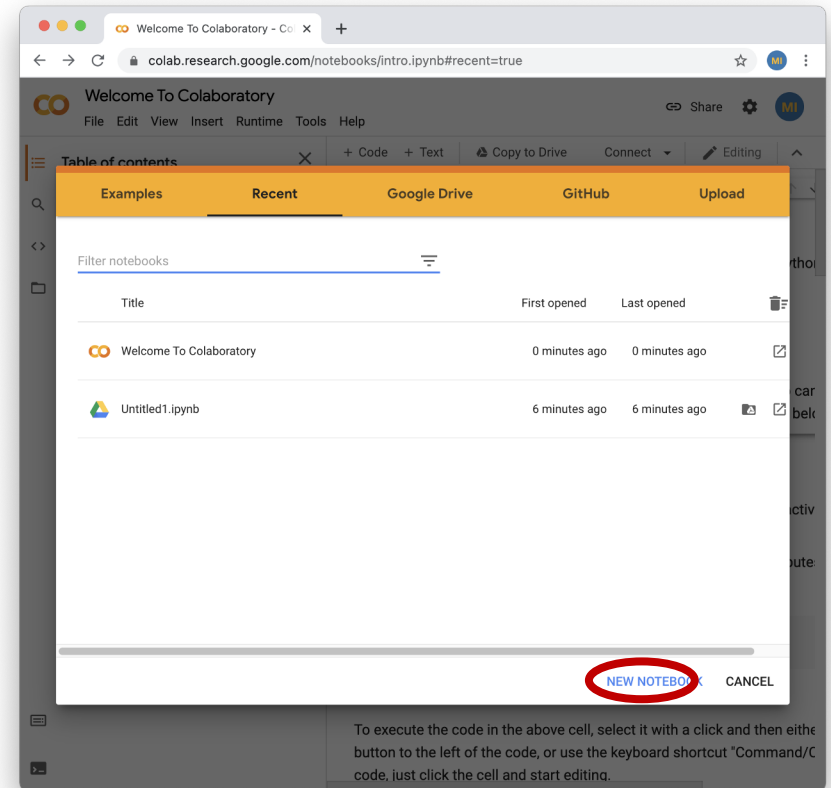 Welcome To Colaboratory - Co
colab.research.google.com/notebooks/intro.ipynb#recent=true
MI
Welcome To Colaboratory
Share
MI
File Edit View Insert Runtime Tools Help
Table of contents
+ Code + Text Copy to Drive Connect Editing
Examples Recent Google Drive GitHub Upload
Filter notebooks
Title First opened Last opened
Welcome To Colaboratory 0 minutes ago 0 minutes ago
Untitled1.ipynb 6 minutes ago 6 minutes ago
NEW NOTEBOOK CANCEL
To execute the code in the above cell, select it with a click and then eithe
button to the left of the code, or use the keyboard shortcut "Command/C
code, just click the cell and start editing.